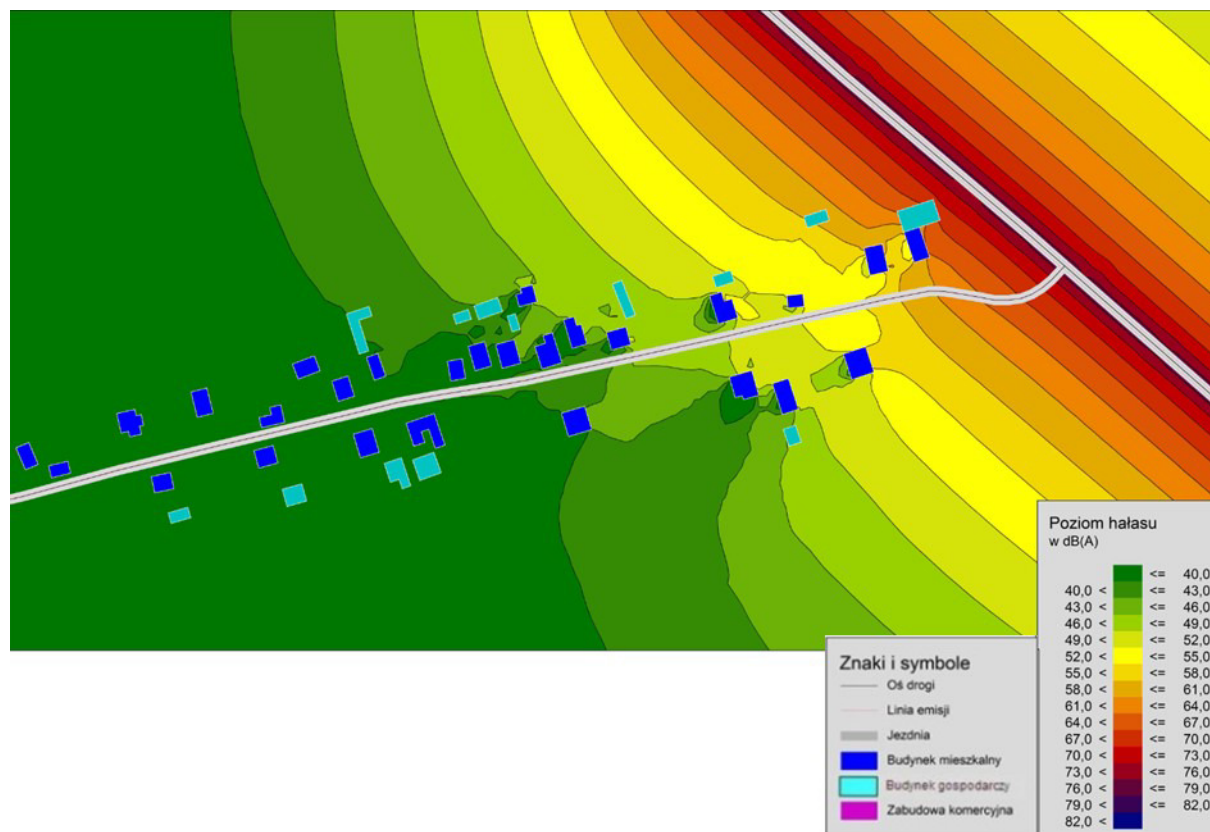 Poziom hałasu
w dB(A)
<= 40,0
40,0 < <= 43,0
43,0 < <= 46,0
46,0 < <= 49,0
49,0 < <= 52,0
52,0 < <= 55,0
55,0 < <= 58,0
58,0 < <= 61,0
61,0 < <= 64,0
64,0 < <= 67,0
67,0 < <= 70,0
70,0 < <= 73,0
73,0 < <= 76,0
76,0 < <= 79,0
79,0 < <= 82,0
82,0 <
Znaki i symbole
Oś drogi
Linia emisji
Jezdnia
Budynek mieszkalny
Budynek gospodarczy
Zabudowa komercyjna